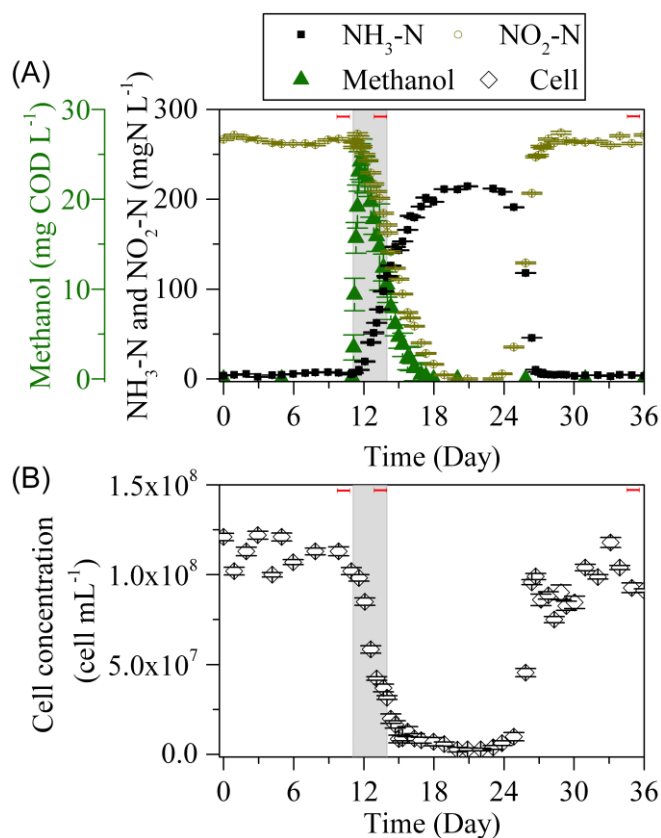 NH₃-N NO₂-N
Methanol Cell
(A)
Methanol (mg COD L⁻¹)
30
20
10
0
NH₃-N and NO₂-N (mgN L⁻¹)
300
200
100
0
0 6 12 18 24 30 36
Time (Day)
(B)
Cell concentration
(cell mL⁻¹)
1.5x10⁸
1.0x10⁸
5.0x10⁷
0.0
0 6 12 18 24 30 36
Time (Day)